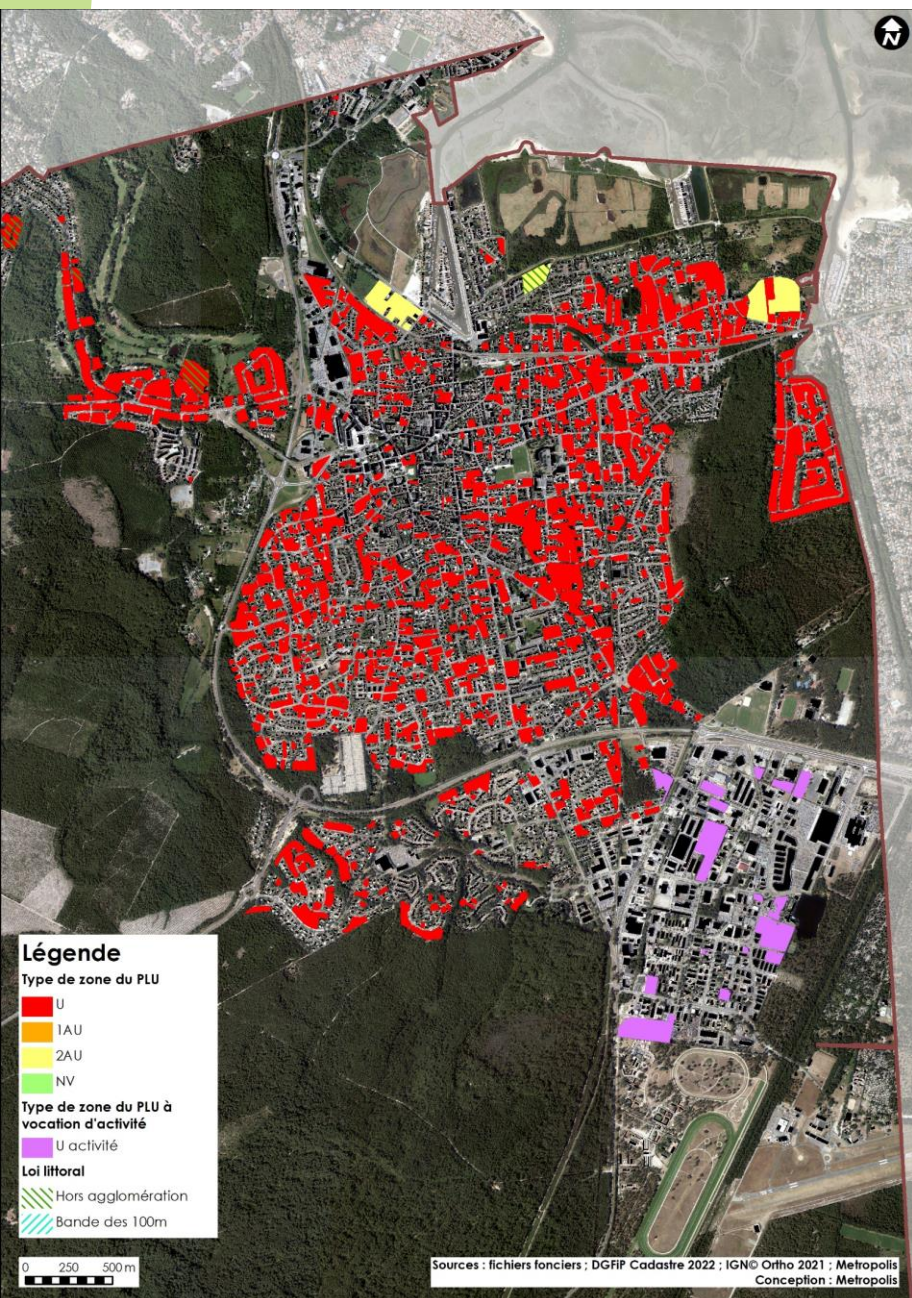 N
Légende
Type de zone du PLU
U
1AU
2AU
NV
Type de zone du PLU à
vocation d'activité
U activité
Loi littoral
Hors agglomération
Bande des 100m
0 250 500 m
Sources : fichiers fonciers ; DGFiP Cadastre 2022 ; IGN© Ortho 2021 ; Metropolis
Conception : Metropolis